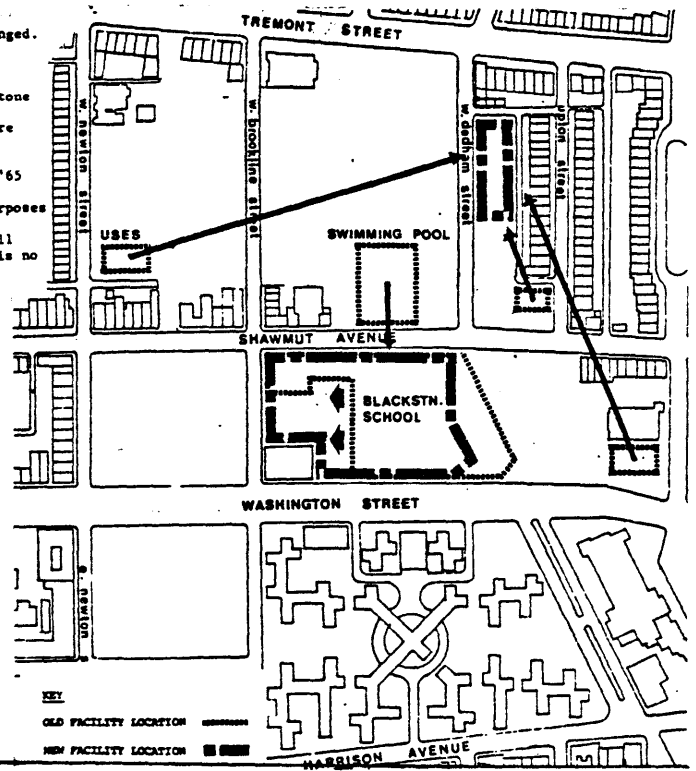 nged.
tone
re
'65
rposes
ll
is no
TREMONT STREET
w. newton street
w. brookline street
w. dedham street
upton street
USES
SWIMMING POOL
SHAWMUT AVENUE
BLACKSTN.
SCHOOL
WASHINGTON STREET
e. newton
KEY
OLD FACILITY LOCATION
NEW FACILITY LOCATION
HARRISON AVENUE